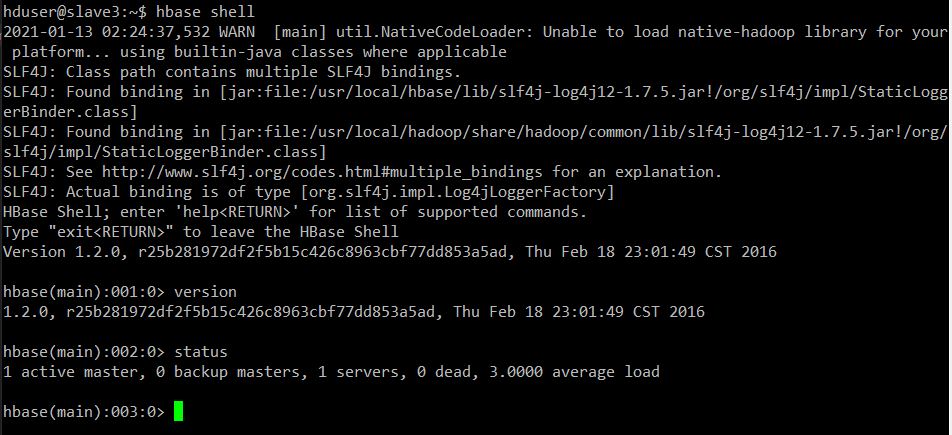 hduser@slave3:~$ hbase shell
2021-01-13 02:24:37,532 WARN  [main] util.NativeCodeLoader: Unable to load native-hadoop library for your
 platform... using builtin-java classes where applicable
SLF4J: Class path contains multiple SLF4J bindings.
SLF4J: Found binding in [jar:file:/usr/local/hbase/lib/slf4j-log4j12-1.7.5.jar!/org/slf4j/impl/StaticLogg
erBinder.class]
SLF4J: Found binding in [jar:file:/usr/local/hadoop/share/hadoop/common/lib/slf4j-log4j12-1.7.5.jar!/org/
slf4j/impl/StaticLoggerBinder.class]
SLF4J: See http://www.slf4j.org/codes.html#multiple_bindings for an explanation.
SLF4J: Actual binding is of type [org.slf4j.impl.Log4jLoggerFactory]
HBase Shell; enter 'help<RETURN>' for list of supported commands.
Type "exit<RETURN>" to leave the HBase Shell
Version 1.2.0, r25b281972df2f5b15c426c8963cbf77dd853a5ad, Thu Feb 18 23:01:49 CST 2016

hbase(main):001:0> version
1.2.0, r25b281972df2f5b15c426c8963cbf77dd853a5ad, Thu Feb 18 23:01:49 CST 2016

hbase(main):002:0> status
1 active master, 0 backup masters, 1 servers, 0 dead, 3.0000 average load

hbase(main):003:0>